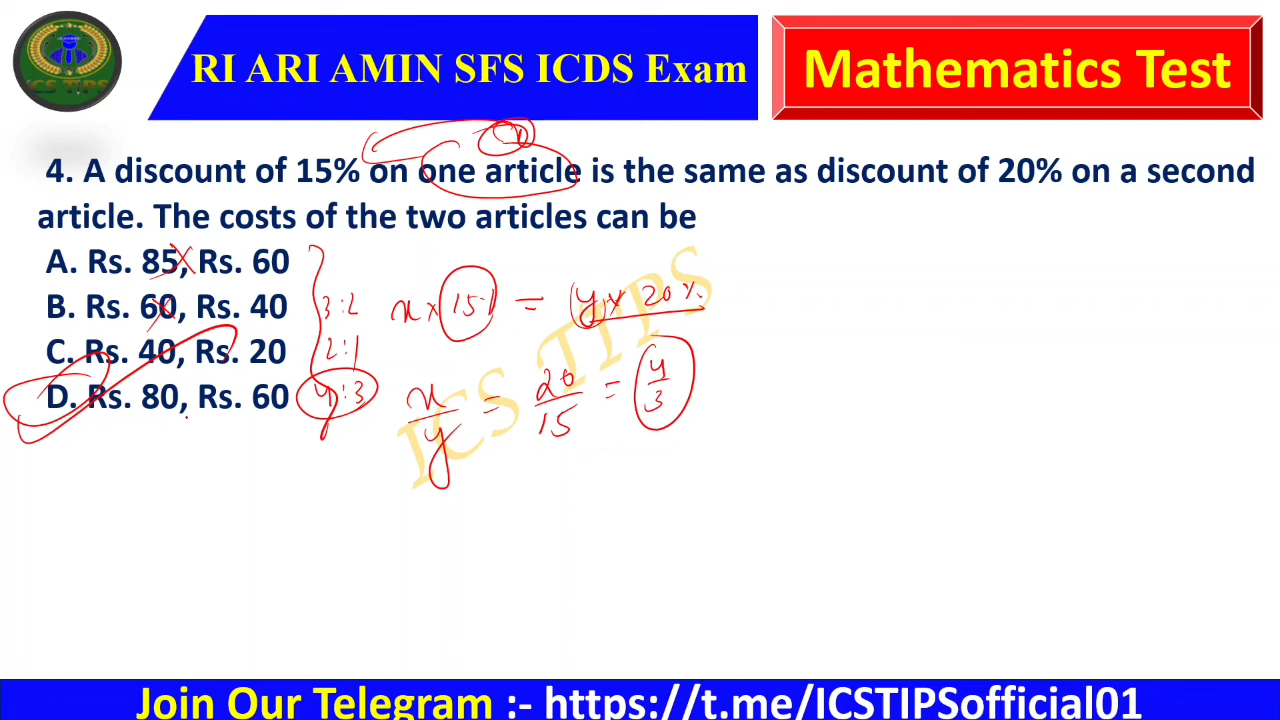 ICS TIPS
RI ARI AMIN SFS ICDS Exam
Mathematics Test
4. A discount of 15% on one article is the same as discount of 20% on a second
article. The costs of the two articles can be
A. Rs. 85, Rs. 60
B. Rs. 60, Rs. 40
C. Rs. 40, Rs. 20
D. Rs. 80, Rs. 60
3:2
2:1
4:3
x × 15% = y × 20%
x/y = 20/15 = 4/3
ICS TIPS
Join Our Telegram :- https://t.me/ICSTIPSofficial01